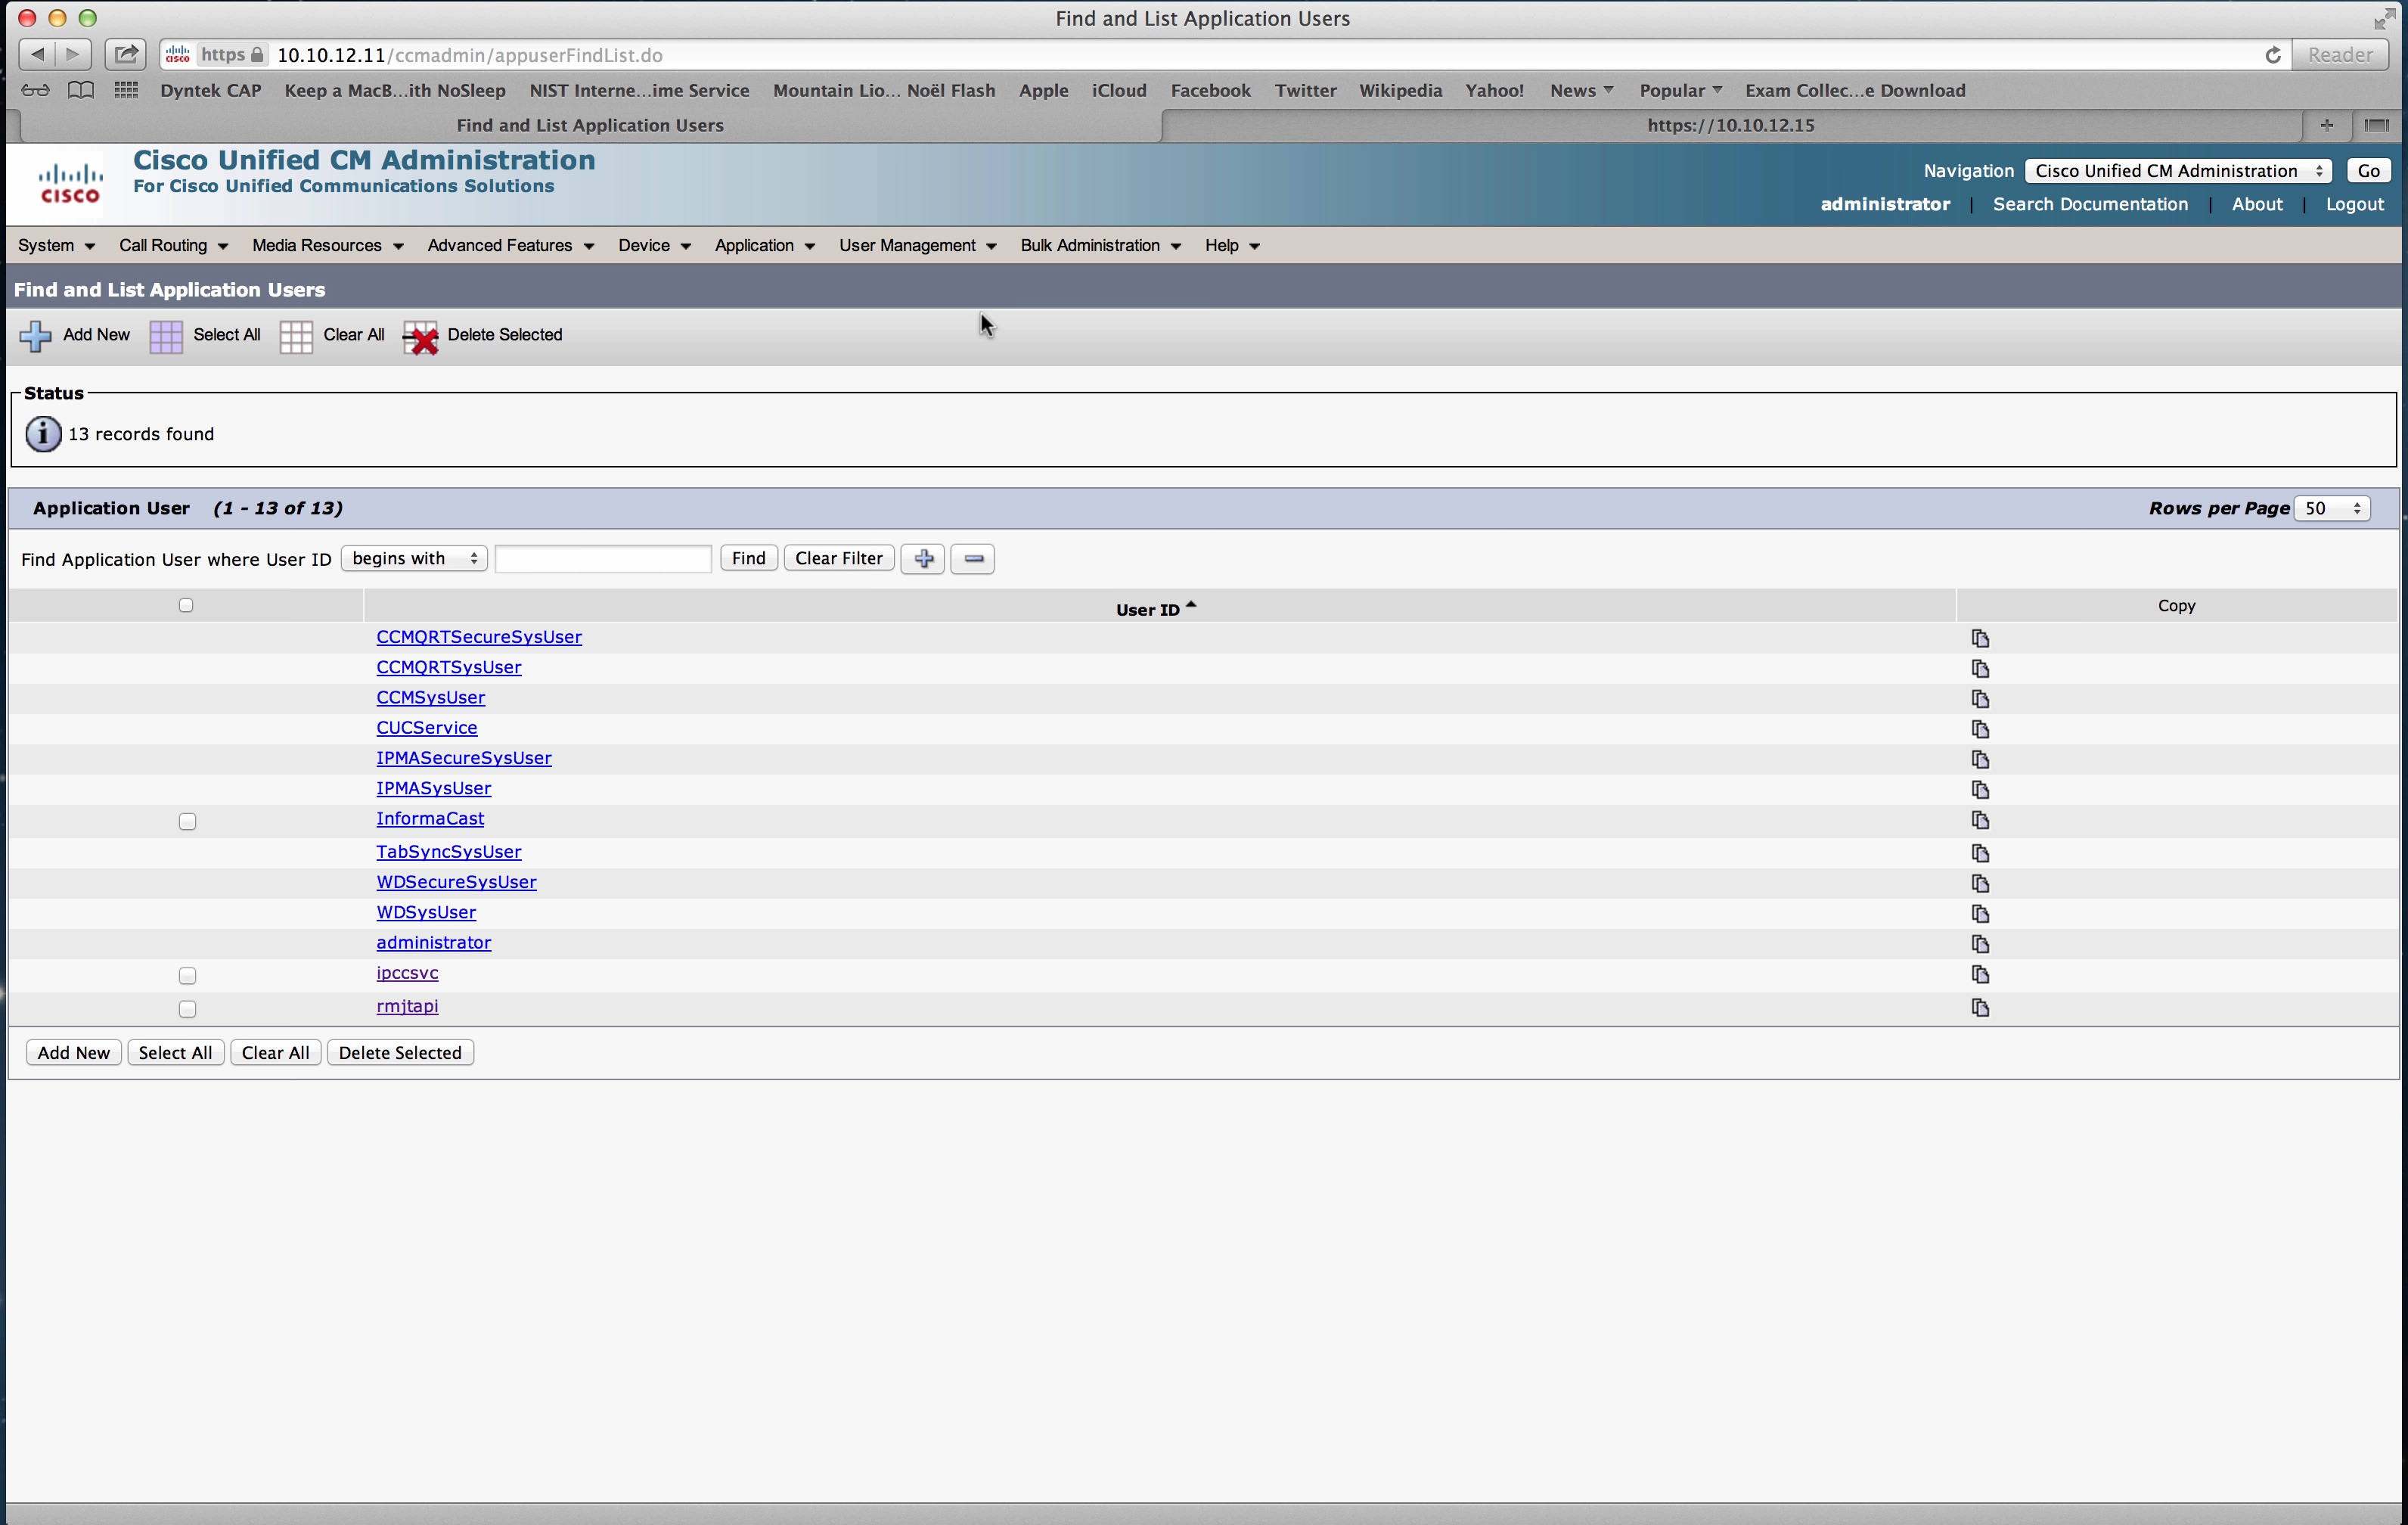 Find and List Application Users
https 10.10.12.11/ccmadmin/appuserFindList.do Reader
Dyntek CAP Keep a MacB...ith NoSleep NIST Interne...ime Service Mountain Lio... Noël Flash Apple iCloud Facebook Twitter Wikipedia Yahoo! News Popular Exam Collec...e Download
Find and List Application Users https://10.10.12.15
CISCO
Cisco Unified CM Administration
For Cisco Unified Communications Solutions
Navigation Cisco Unified CM Administration Go
administrator | Search Documentation | About | Logout
System Call Routing Media Resources Advanced Features Device Application User Management Bulk Administration Help
Find and List Application Users
Add New Select All Clear All Delete Selected
Status
13 records found
Application User (1 - 13 of 13) Rows per Page 50
Find Application User where User ID begins with Find Clear Filter
User ID Copy
CCMQRTSecureSysUser
CCMQRTSysUser
CCMSysUser
CUCService
IPMASecureSysUser
IPMASysUser
InformaCast
TabSyncSysUser
WDSecureSysUser
WDSysUser
administrator
ipccsvc
rmjtapi
Add New Select All Clear All Delete Selected